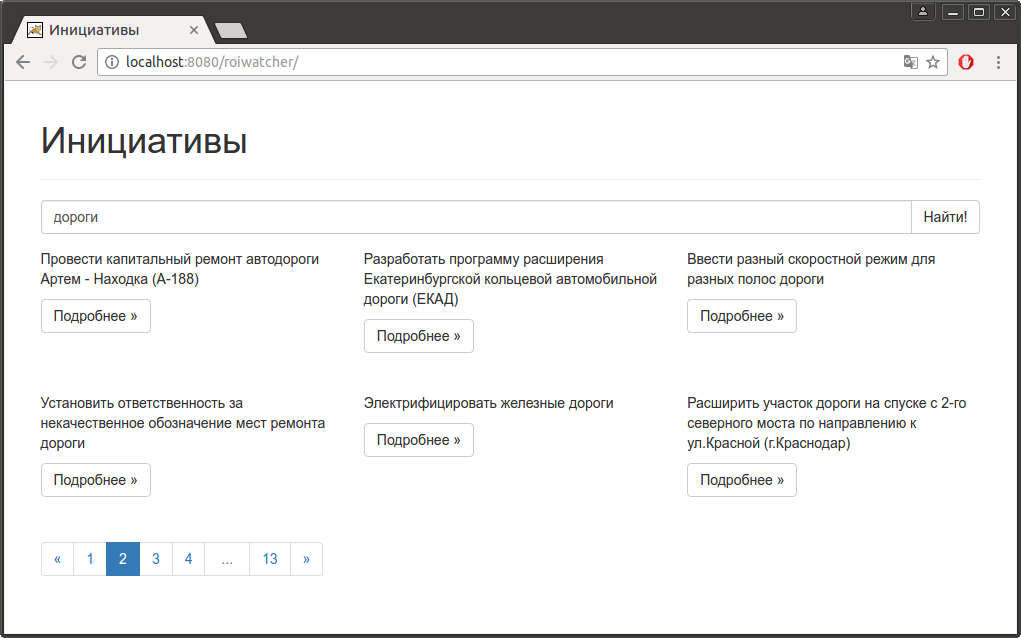 Инициативы
localhost:8080/roiwatcher/
Инициативы
дороги
Найти!
Провести капитальный ремонт автодороги
Артем - Находка (А-188)
Подробнее »
Разработать программу расширения
Екатеринбургской кольцевой автомобильной
дороги (ЕКАД)
Подробнее »
Ввести разный скоростной режим для
разных полос дороги
Подробнее »
Установить ответственность за
некачественное обозначение мест ремонта
дороги
Подробнее »
Электрифицировать железные дороги
Подробнее »
Расширить участок дороги на спуске с 2-го
северного моста по направлению к
ул.Красной (г.Краснодар)
Подробнее »
« 1 2 3 4 ... 13 »